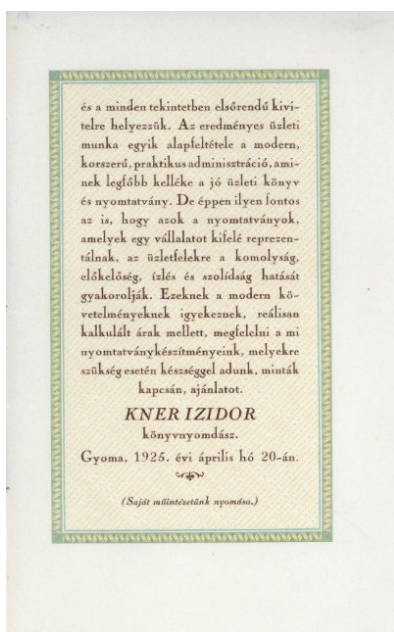 és a minden tekintetben elsőrendű kivi-
telre helyezzük. Az eredményes üzleti
munka egyik alapfeltétele a modern,
korszerű, praktikus adminisztráció, ami-
nek legfőbb kelléke a jó üzleti könyv
és nyomtatvány. De éppen ilyen fontos
az is, hogy azok a nyomtatványok,
amelyek egy vállalatot kifelé reprezen-
tálnak, az üzletfelekre a komolyság,
előkelőség, ízlés és szolídság hatását
gyakorolják. Ezeknek a modern kö-
vetelményeknek igyekeznek, reálisan
kalkulált árak mellett, megfelelni a mi
nyomtatványkészítményeink, melyekre
szükség esetén készséggel adunk, minták
kapcsán, ajánlatot.
KNER IZIDOR
könyvnyomdász.
Gyoma, 1925. évi április hó 20-án.
(Saját műintézetünk nyomása.)